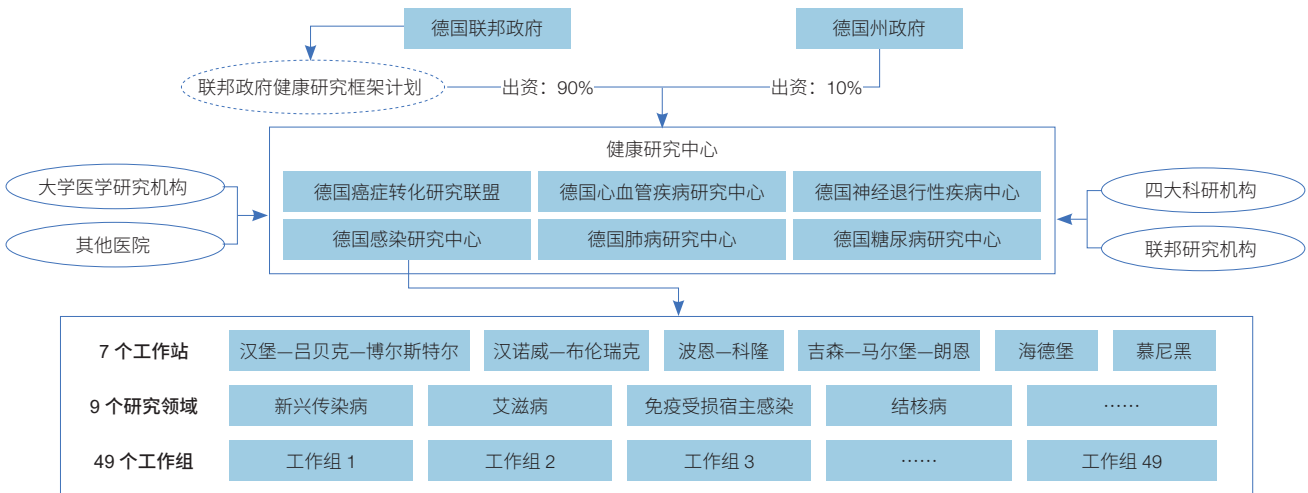 德国联邦政府
德国州政府
联邦政府健康研究框架计划
出资：90%
出资：10%
健康研究中心
大学医学研究机构
其他医院
德国癌症转化研究联盟
德国心血管疾病研究中心
德国神经退行性疾病中心
德国感染研究中心
德国肺病研究中心
德国糖尿病研究中心
四大科研机构
联邦研究机构
7 个工作站
汉堡—吕贝克—博尔斯特尔
汉诺威—布伦瑞克
波恩—科隆
吉森—马尔堡—朗恩
海德堡
慕尼黑
9 个研究领域
新兴传染病
艾滋病
免疫受损宿主感染
结核病
……
49 个工作组
工作组 1
工作组 2
工作组 3
……
工作组 49